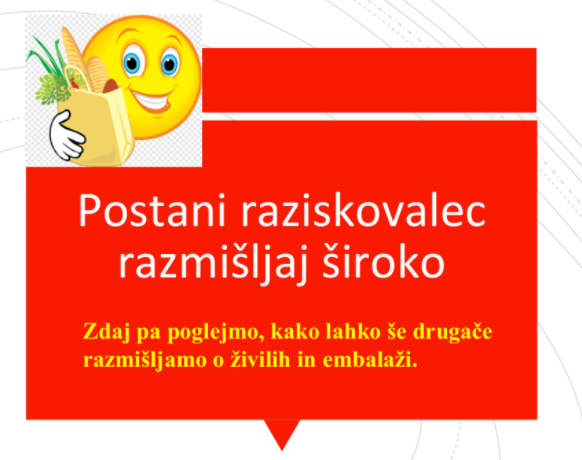 Postani raziskovalec
razmišljaj široko
Zdaj pa poglejmo, kako lahko še drugače
razmišljamo o živilih in embalaži.